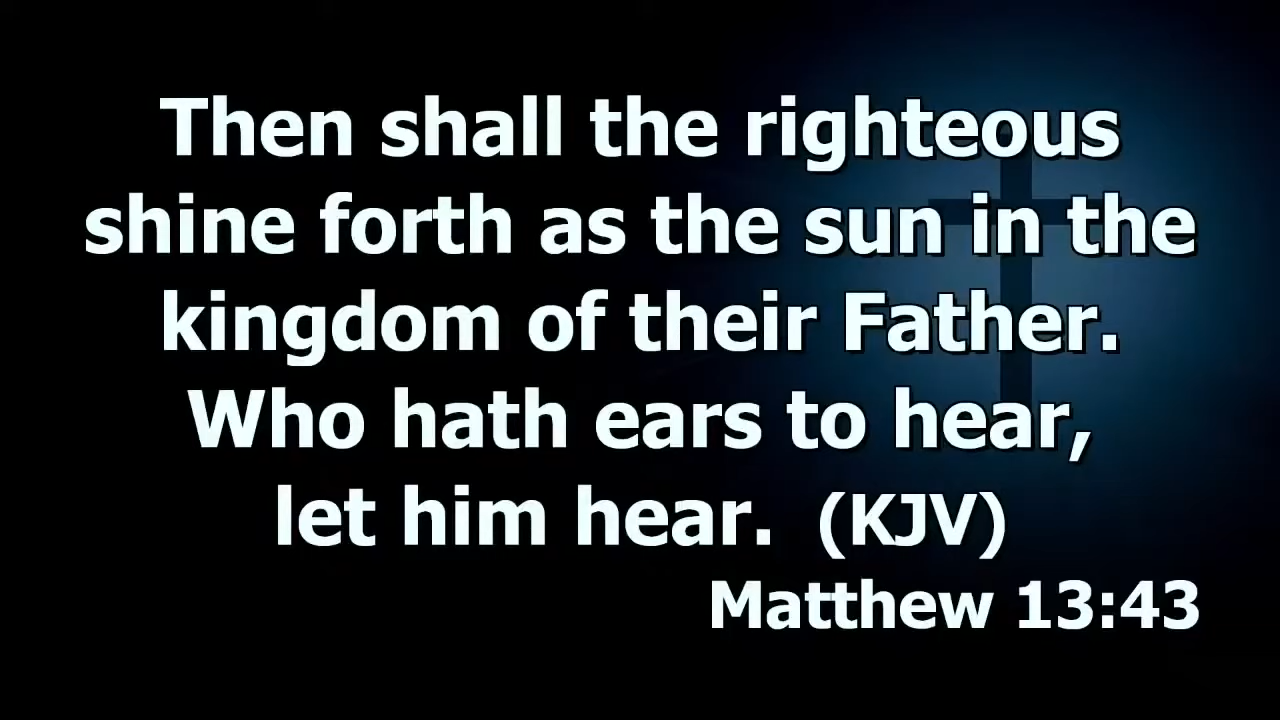 Then shall the righteous
shine forth as the sun in the
kingdom of their Father.
Who hath ears to hear,
let him hear.  (KJV)
Matthew 13:43